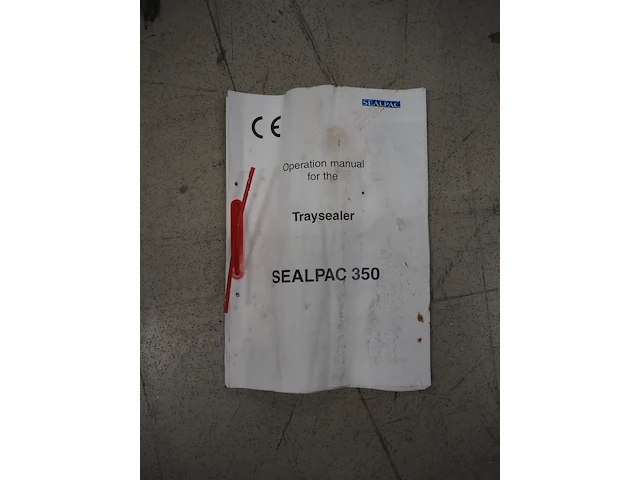 SEALPAC
CE
Operation manual
for the
Traysealer
SEALPAC 350